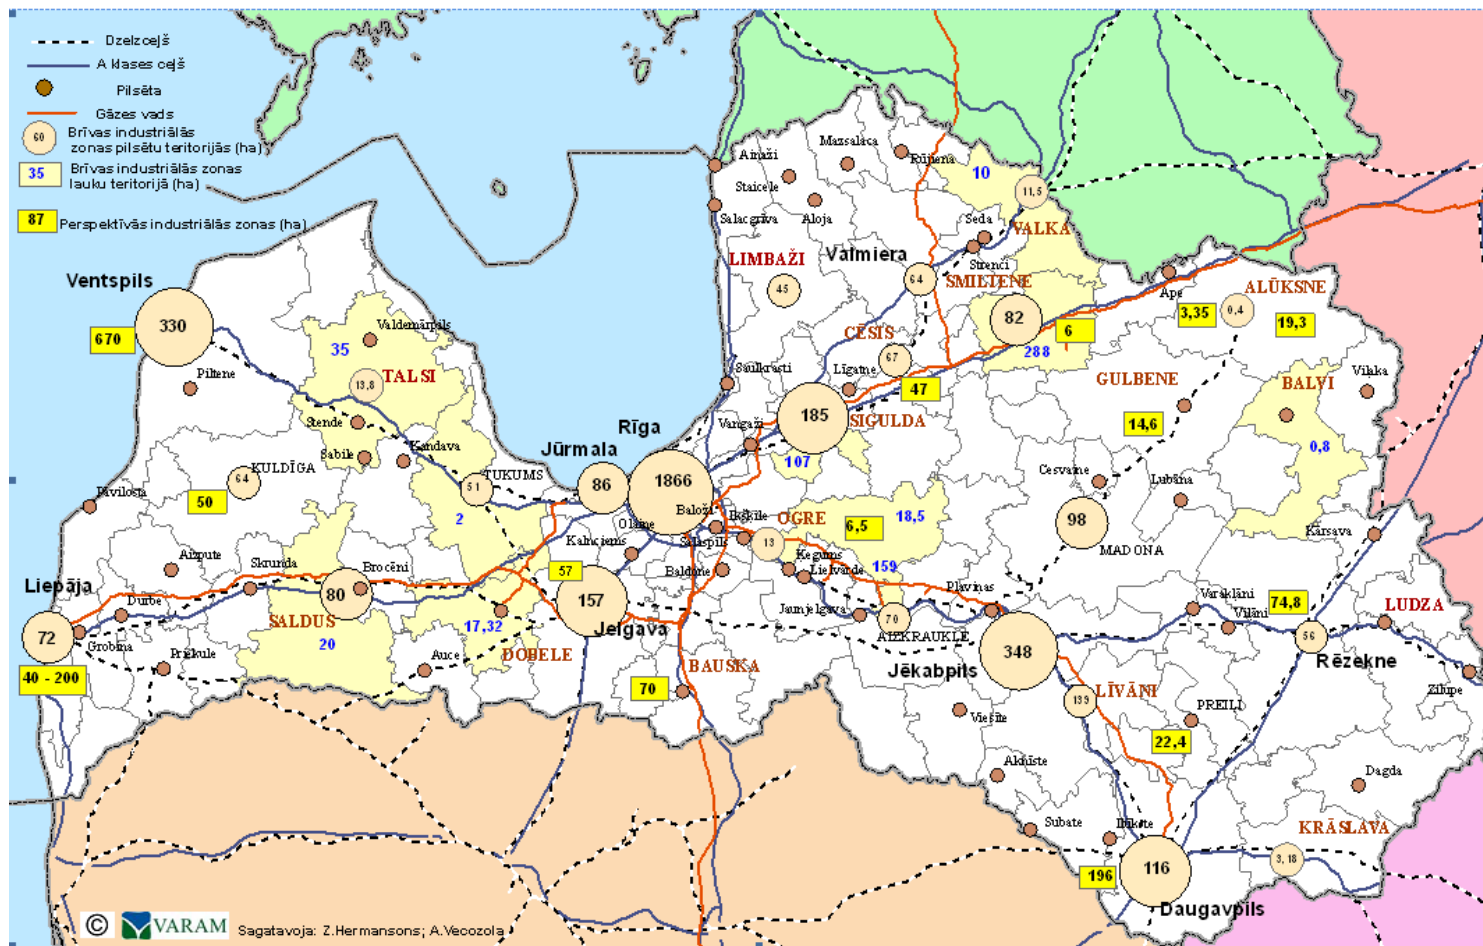 Dzelzceļš
A klases ceļš
Pilsēta
Gāzes vads
60
Brīvas industriālās
zonas pilsētu teritorijās (ha)
35
Brīvas industriālās zonas
lauku teritorijā (ha)
87
Perspektīvās industriālās zonas (ha)
Ainaži
Mazsalaca
Rūjiena
Staicele
10
11,5
Salacgrīva
Aloja
Seda
VALKA
Strenči
LIMBAŽI
Valmiera
45
64
SMILTENE
Ape
ALŪKSNE
Ventspils
330
670
Valdemārpils
35
TALSI
13,8
Piltene
82
6
288
3,35
0,4
19,3
CĒSIS
67
Līgatne
Saulkrasti
47
GULBENE
14,6
BALVI
Viļaka
0,8
185
SIGULDA
Vangaži
107
Stende
Sabile
Kandava
KULDĪGA
64
50
Pāvilosta
TUKUMS
51
2
Jūrmala
86
Rīga
1866
Baloži
Olaine
Kalnciems
Salaspils
Ikšķile
OGRE
13
6,5
18,5
Baldone
Ķegums
Lielvārde
159
Cesvaine
Lubāna
98
MADONA
Kārsava
Aizpute
Skrunda
Brocēni
80
SALDUS
20
Liepāja
72
Durbe
Grobiņa
Priekule
40 - 200
17,32
Auce
DOBELE
57
157
Jelgava
BAUSKA
70
Jaunjelgava
70
AIZKRAUKLE
Pļaviņas
348
Jēkabpils
Varakļāni
Viļāni
74,8
56
Rēzekne
LUDZA
Zilupe
139
LĪVĀNI
PREIĻI
22,4
Viesīte
Aknīste
Subate
Ilūkste
Dagda
KRĀSLAVA
3,18
196
116
Daugavpils
© VARAM
Sagatavoja: Z.Hermansons; A.Vecozola